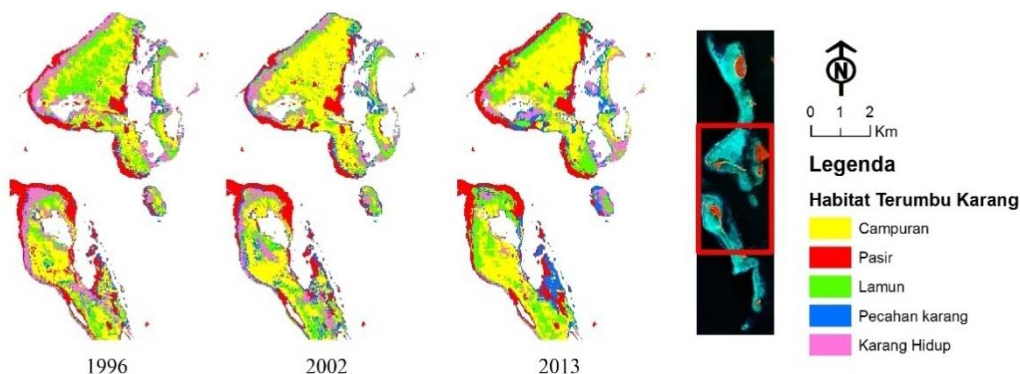 1996
2002
2013
N
0 1 2
Km
Legenda
Habitat Terumbu Karang
Campuran
Pasir
Lamun
Pecahan karang
Karang Hidup